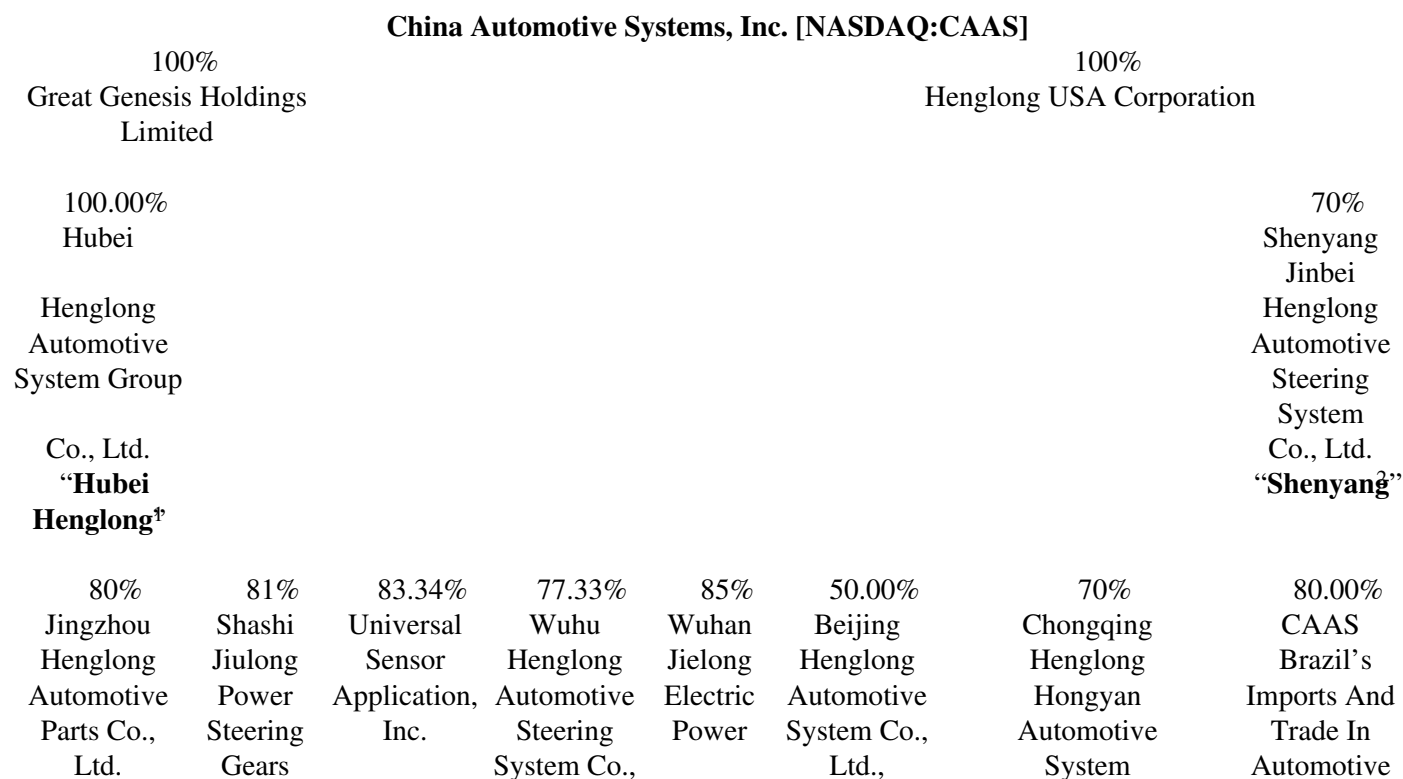 China Automotive Systems, Inc. [NASDAQ:CAAS]
100% 100%
Great Genesis Holdings Henglong USA Corporation
Limited
100.00% 70%
Hubei Shenyang
Jinbei
Henglong Henglong
Automotive Automotive
System Group Steering
System
Co., Ltd. Co., Ltd.
“Hubei “Shenyang2”
Henglong1”
80% 81% 83.34% 77.33% 85% 50.00% 70% 80.00%
Jingzhou Shashi Universal Wuhu Wuhan Beijing Chongqing CAAS
Henglong Jiulong Sensor Henglong Jielong Henglong Henglong Brazil’s
Automotive Power Application, Automotive Electric Automotive Hongyan Imports And
Parts Co., Steering Inc. Steering Power System Co., Automotive Trade In
Ltd. Gears System Co., Ltd., System Automotive